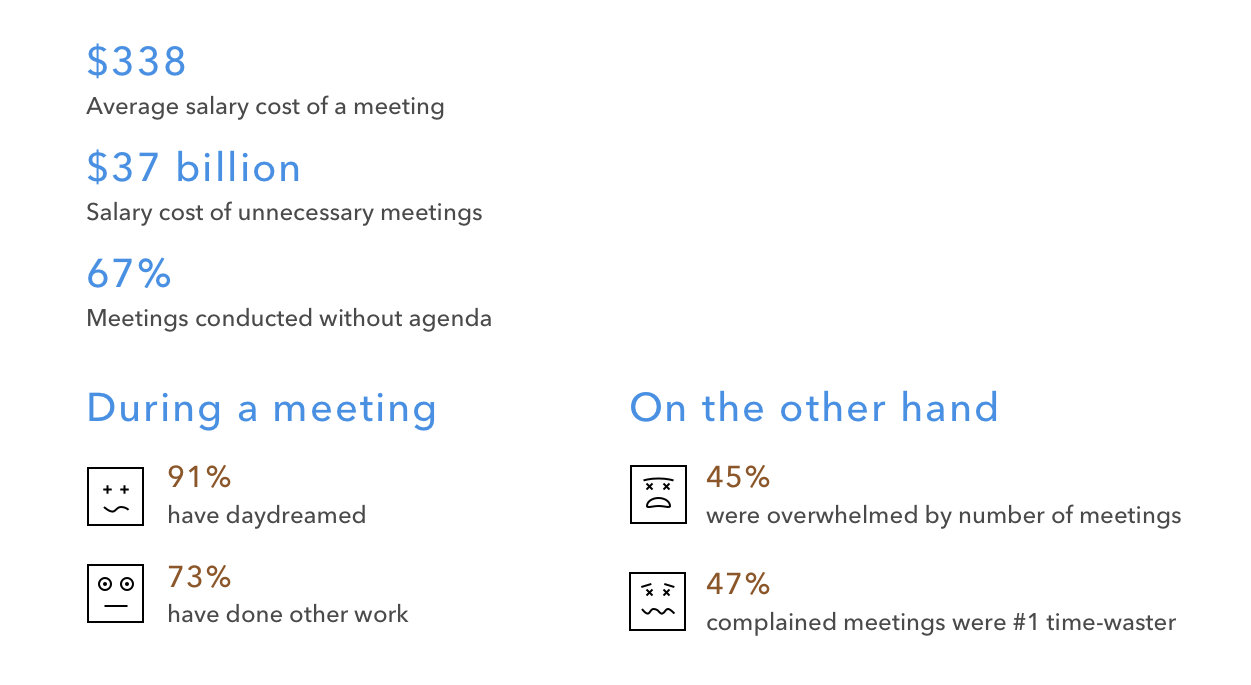 $338
Average salary cost of a meeting
$37 billion
Salary cost of unnecessary meetings
67%
Meetings conducted without agenda
During a meeting
91%
have daydreamed
73%
have done other work
On the other hand
45%
were overwhelmed by number of meetings
47%
complained meetings were #1 time-waster